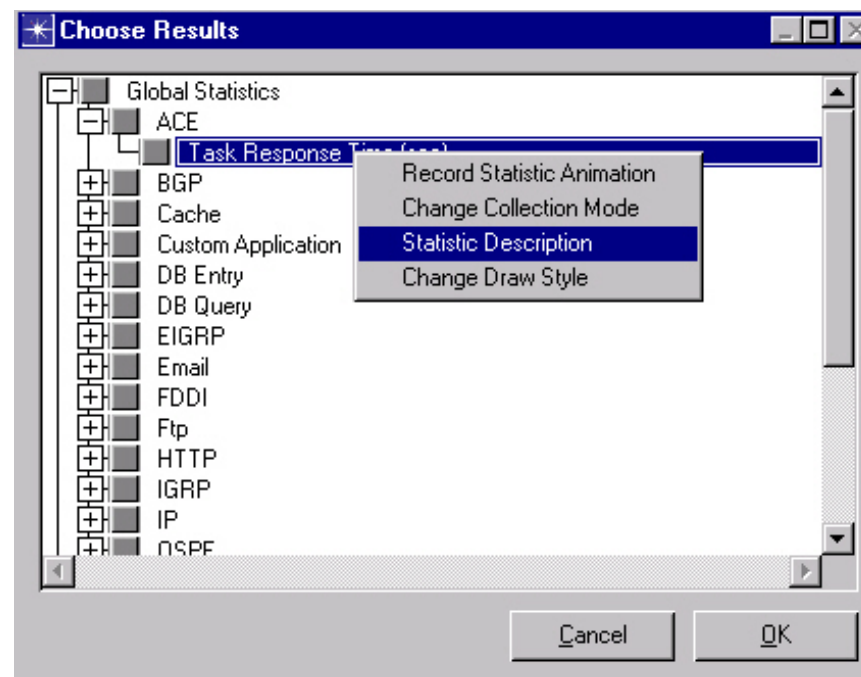 Choose Results
Global Statistics
ACE
Task Response
Record Statistic Animation
BGP
Change Collection Mode
Cache
Custom Application
Statistic Description
DB Entry
Change Draw Style
DB Query
EIGRP
Email
FDDI
Ftp
HTTP
IGRP
IP
OSPF
Cancel
OK